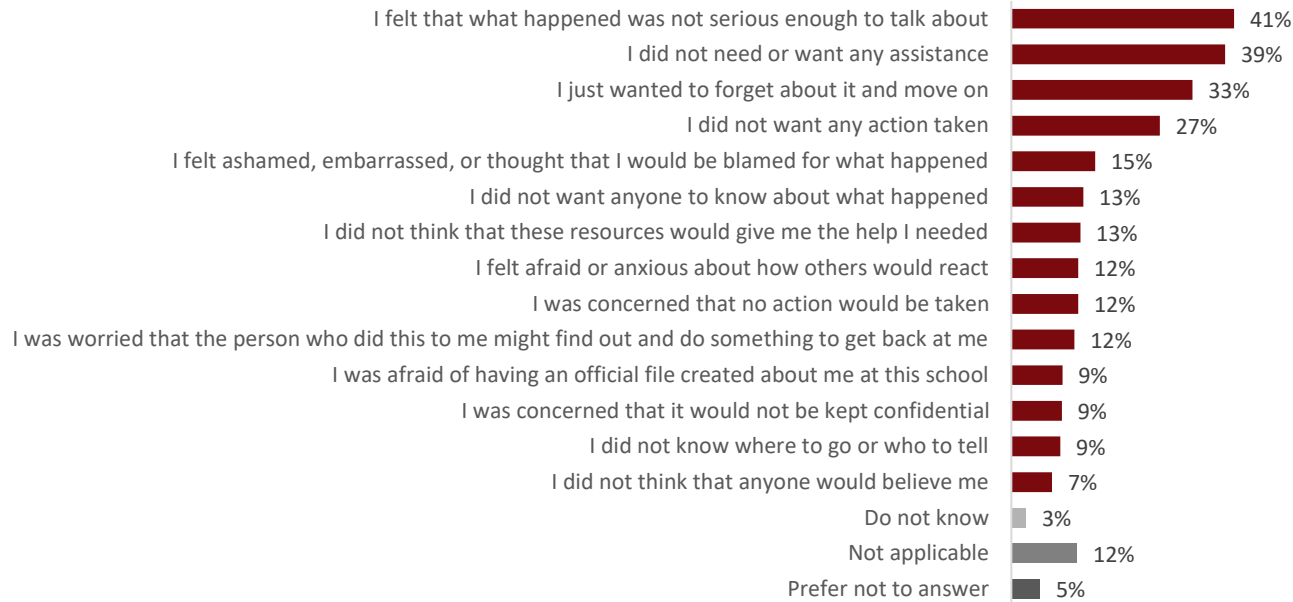 I felt that what happened was not serious enough to talk about 41%
I did not need or want any assistance 39%
I just wanted to forget about it and move on 33%
I did not want any action taken 27%
I felt ashamed, embarrassed, or thought that I would be blamed for what happened 15%
I did not want anyone to know about what happened 13%
I did not think that these resources would give me the help I needed 13%
I felt afraid or anxious about how others would react 12%
I was concerned that no action would be taken 12%
I was worried that the person who did this to me might find out and do something to get back at me 12%
I was afraid of having an official file created about me at this school 9%
I was concerned that it would not be kept confidential 9%
I did not know where to go or who to tell 9%
I did not think that anyone would believe me 7%
Do not know 3%
Not applicable 12%
Prefer not to answer 5%